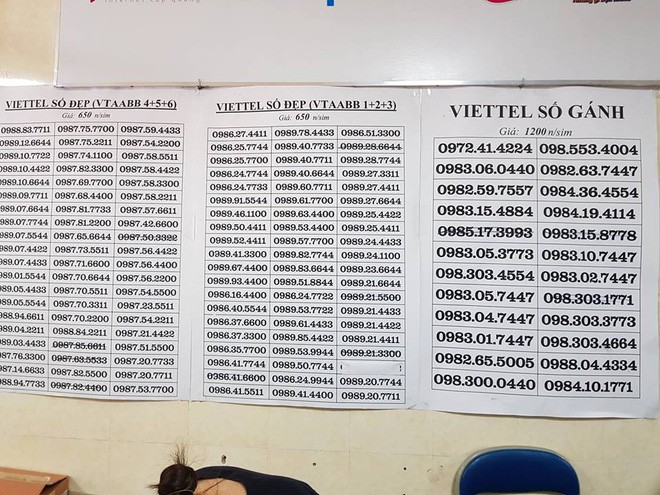 internet cáp quang
VIETTEL SỐ ĐẸP (VTAABB 4+5+6)
Giá: 650 n/sim
0988.83.7711 0987.75.7700 0987.59.4433
0989.12.6644 0987.75.2211 0987.54.2200
0989.10.7722 0987.74.1100 0987.58.5511
0989.10.4422 0987.82.3300 0987.58.4422
0989.10.6644 0987.69.7700 0987.58.3300
0989.09.7711 0987.68.4400 0987.58.2211
0989.07.6644 0987.81.7733 0987.57.6611
0989.07.7744 0987.81.2200 0987.42.6600
0989.07.5544 0987.65.6644 0987.50.3322
0989.07.4422 0987.73.5511 0987.56.4422
0989.07.4433 0987.71.6600 0987.56.4400
0989.01.5544 0987.70.6644 0987.56.2200
0989.05.4433 0987.70.5511 0987.54.5500
0989.05.5544 0987.70.3311 0987.23.5511
0988.94.6611 0987.70.2200 0987.54.2211
0989.04.2211 0988.84.2211 0987.21.4422
0989.03.4433 0987.85.6611 0987.51.5500
0987.76.3300 0987.63.5533 0987.20.7733
0987.14.6633 0987.82.5500 0987.20.7711
0988.94.7733 0987.82.4400 0987.53.7700
VIETTEL SỐ ĐẸP (VTAABB 1+2+3)
Giá: 650 n/sim
0986.27.4411 0989.78.4433 0986.51.3300
0986.25.7744 0989.40.7733 0989.28.6644
0986.25.7700 0989.40.7711 0989.28.7744
0986.24.7744 0989.40.6644 0989.27.3311
0986.24.7733 0989.60.7711 0989.27.4411
0989.91.5544 0989.61.7700 0989.27.6644
0989.46.1100 0989.63.4400 0989.25.4422
0989.50.4411 0989.53.4400 0989.25.4411
0989.52.4411 0989.57.7700 0989.24.4433
0989.41.3300 0989.82.7744 0989.24.1100
0989.67.4400 0989.83.6644 0989.23.6644
0989.93.4400 0989.51.8844 0989.21.6644
0986.16.4400 0986.24.7722 0989.21.5500
0986.40.5544 0989.53.7722 0989.21.4411
0986.37.6600 0989.61.4433 0989.21.4422
0986.37.3300 0989.85.4422 0989.21.4411
0986.35.7700 0989.53.9944 0989.21.3300
0986.41.7744 0989.50.7744
0986.41.6600 0986.24.9944 0989.20.7744
0986.41.5511 0989.41.4400 0989.20.7711
VIETTEL SỐ GÁNH
Giá: 1200 n/sim
0972.41.4224 098.553.4004
0983.06.0440 0982.63.7447
0982.59.7557 0984.36.4554
0983.15.4884 0984.19.4114
0985.17.3993 0983.15.8778
0983.05.3773 0983.10.7447
098.303.4554 0983.02.7447
0983.05.7447 098.303.1771
0983.04.7447 098.303.3773
0983.01.7447 098.303.4664
0982.65.5005 0988.04.4334
098.300.0440 0984.10.1771